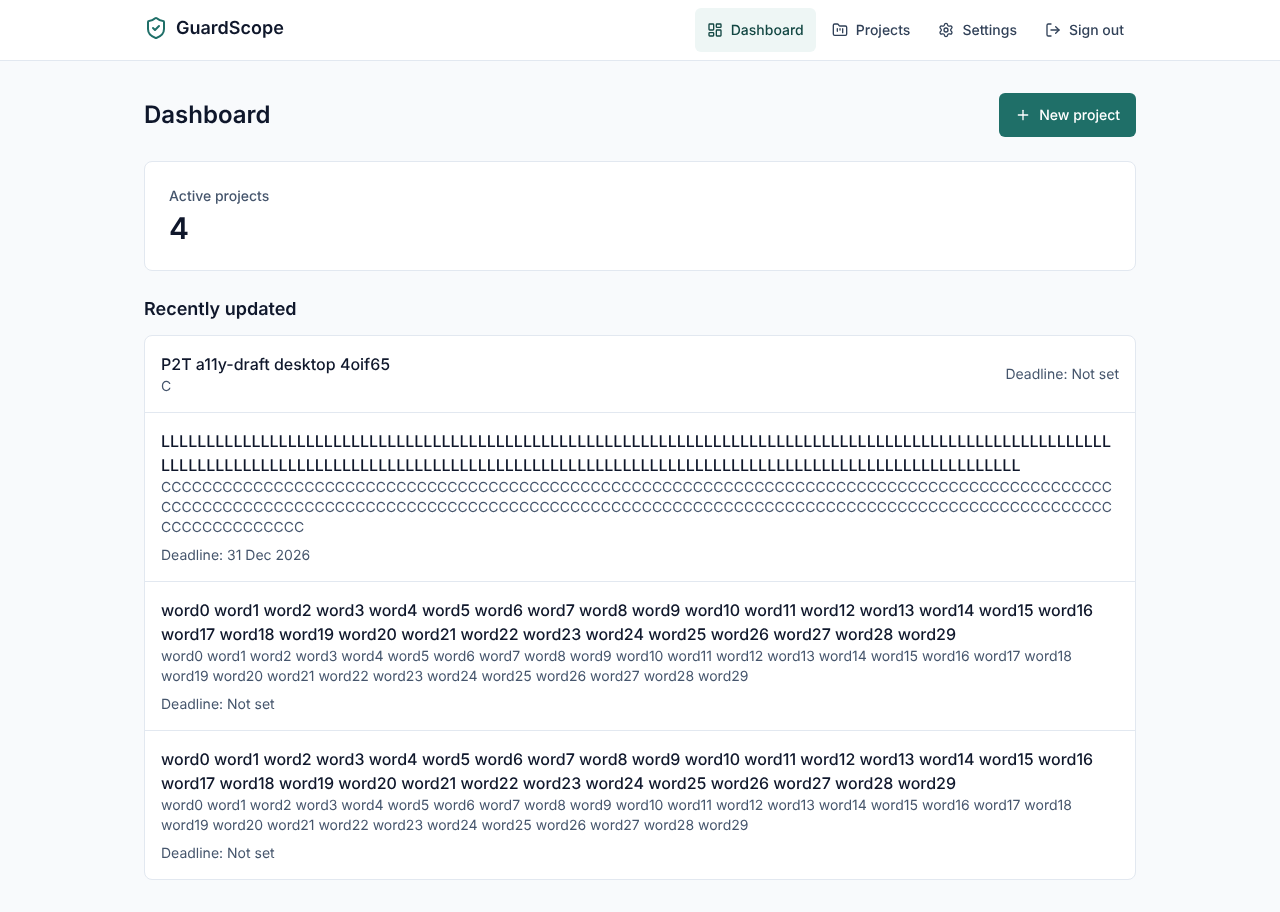 GuardScope
Dashboard
Projects
Settings
Sign out
Dashboard
New project
Active projects
4
Recently updated
P2T a11y-draft desktop 4oif65
C
Deadline: Not set
Deadline: 31 Dec 2026
word0 word1 word2 word3 word4 word5 word6 word7 word8 word9 word10 word11 word12 word13 word14 word15 word16
word17 word18 word19 word20 word21 word22 word23 word24 word25 word26 word27 word28 word29
word0 word1 word2 word3 word4 word5 word6 word7 word8 word9 word10 word11 word12 word13 word14 word15 word16 word17 word18
word19 word20 word21 word22 word23 word24 word25 word26 word27 word28 word29
Deadline: Not set
word0 word1 word2 word3 word4 word5 word6 word7 word8 word9 word10 word11 word12 word13 word14 word15 word16
word17 word18 word19 word20 word21 word22 word23 word24 word25 word26 word27 word28 word29
word0 word1 word2 word3 word4 word5 word6 word7 word8 word9 word10 word11 word12 word13 word14 word15 word16 word17 word18
word19 word20 word21 word22 word23 word24 word25 word26 word27 word28 word29
Deadline: Not set